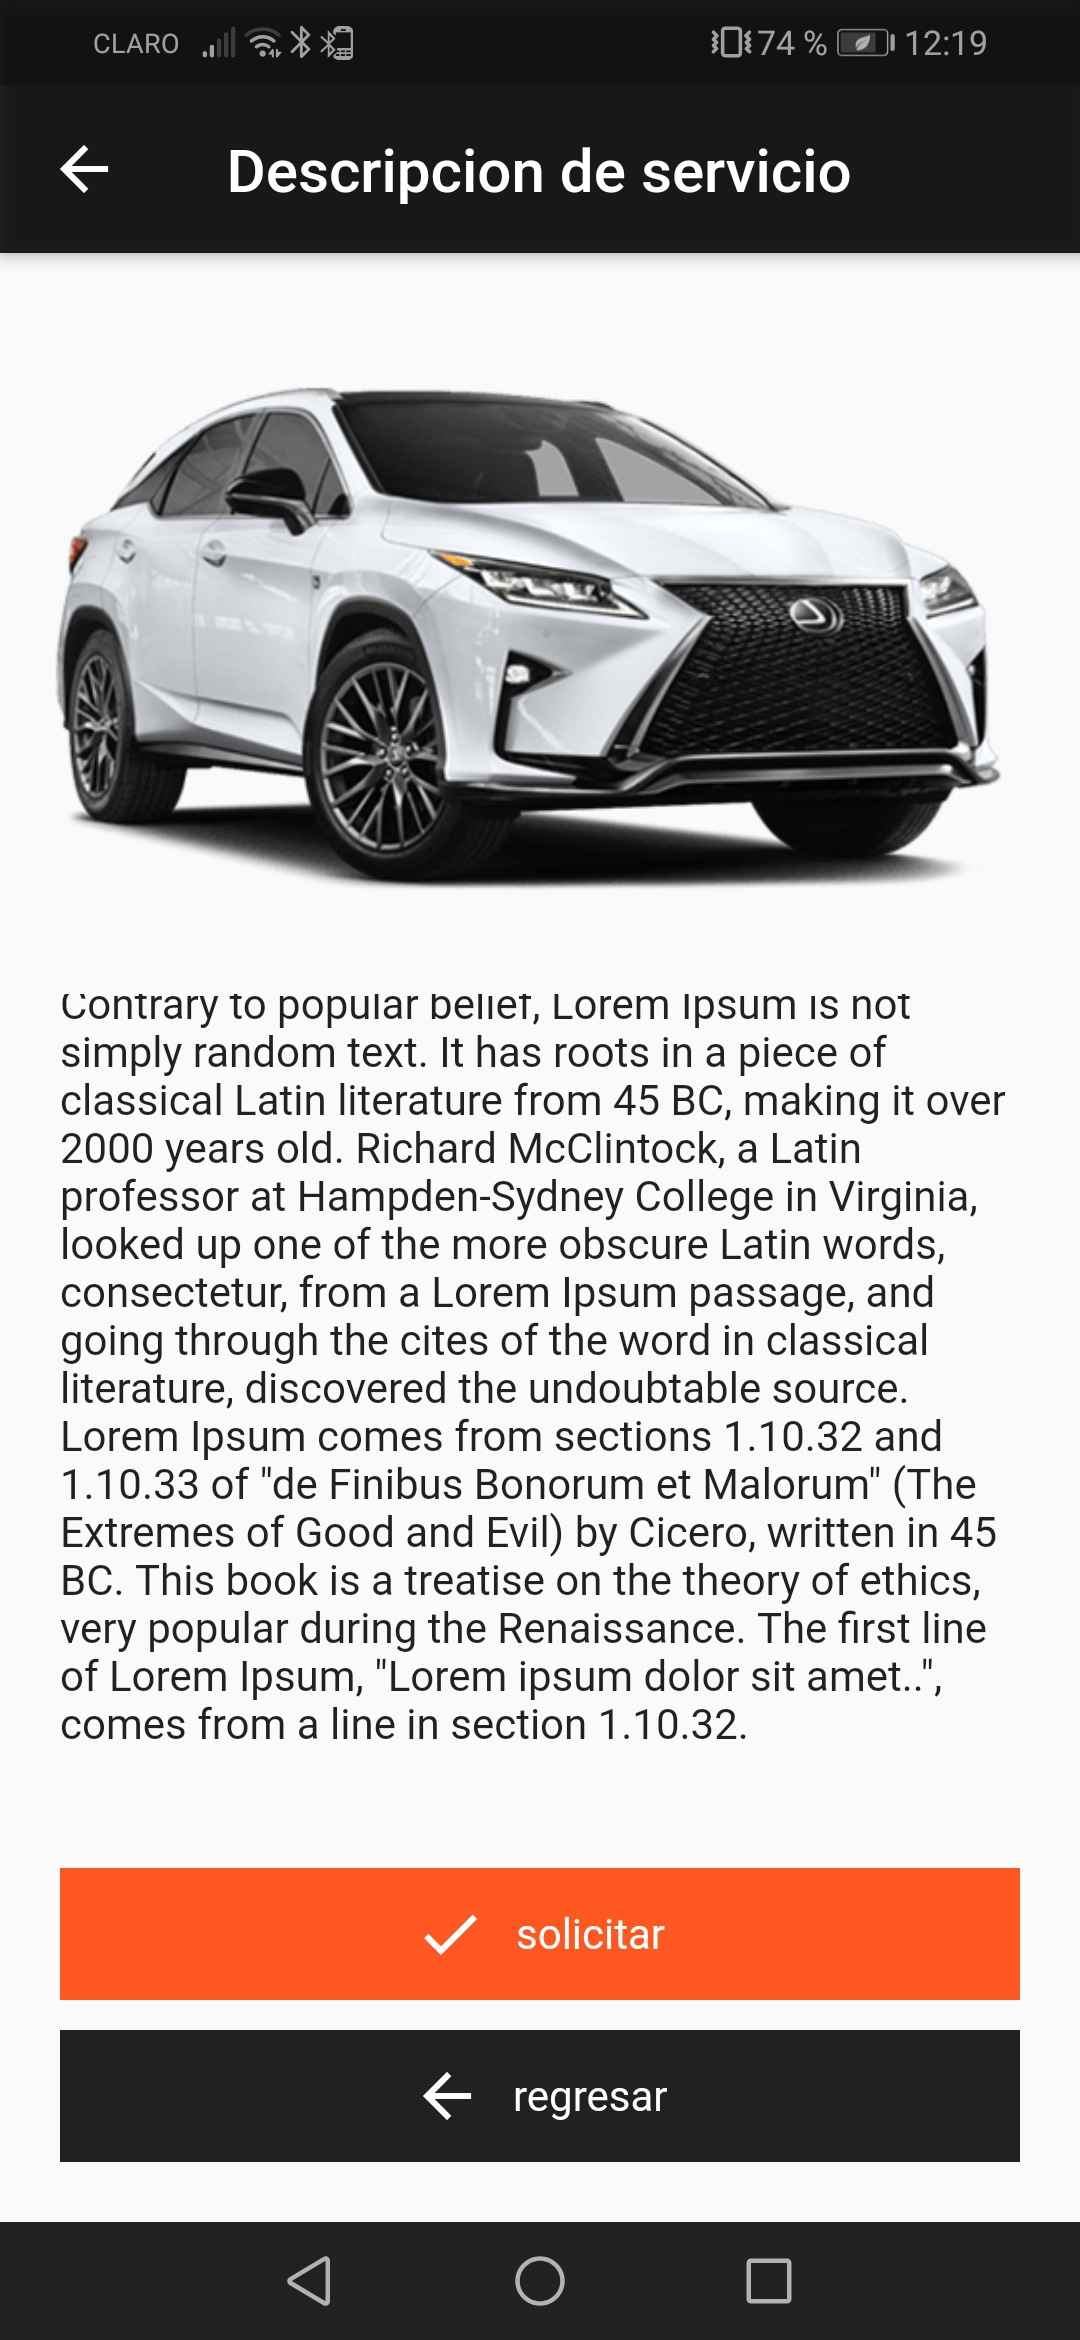 CLARO 74 % 12:19
Descripcion de servicio
Contrary to popular belief, Lorem Ipsum is not
simply random text. It has roots in a piece of
classical Latin literature from 45 BC, making it over
2000 years old. Richard McClintock, a Latin
professor at Hampden-Sydney College in Virginia,
looked up one of the more obscure Latin words,
consectetur, from a Lorem Ipsum passage, and
going through the cites of the word in classical
literature, discovered the undoubtable source.
Lorem Ipsum comes from sections 1.10.32 and
1.10.33 of "de Finibus Bonorum et Malorum" (The
Extremes of Good and Evil) by Cicero, written in 45
BC. This book is a treatise on the theory of ethics,
very popular during the Renaissance. The first line
of Lorem Ipsum, "Lorem ipsum dolor sit amet..",
comes from a line in section 1.10.32.
solicitar
regresar